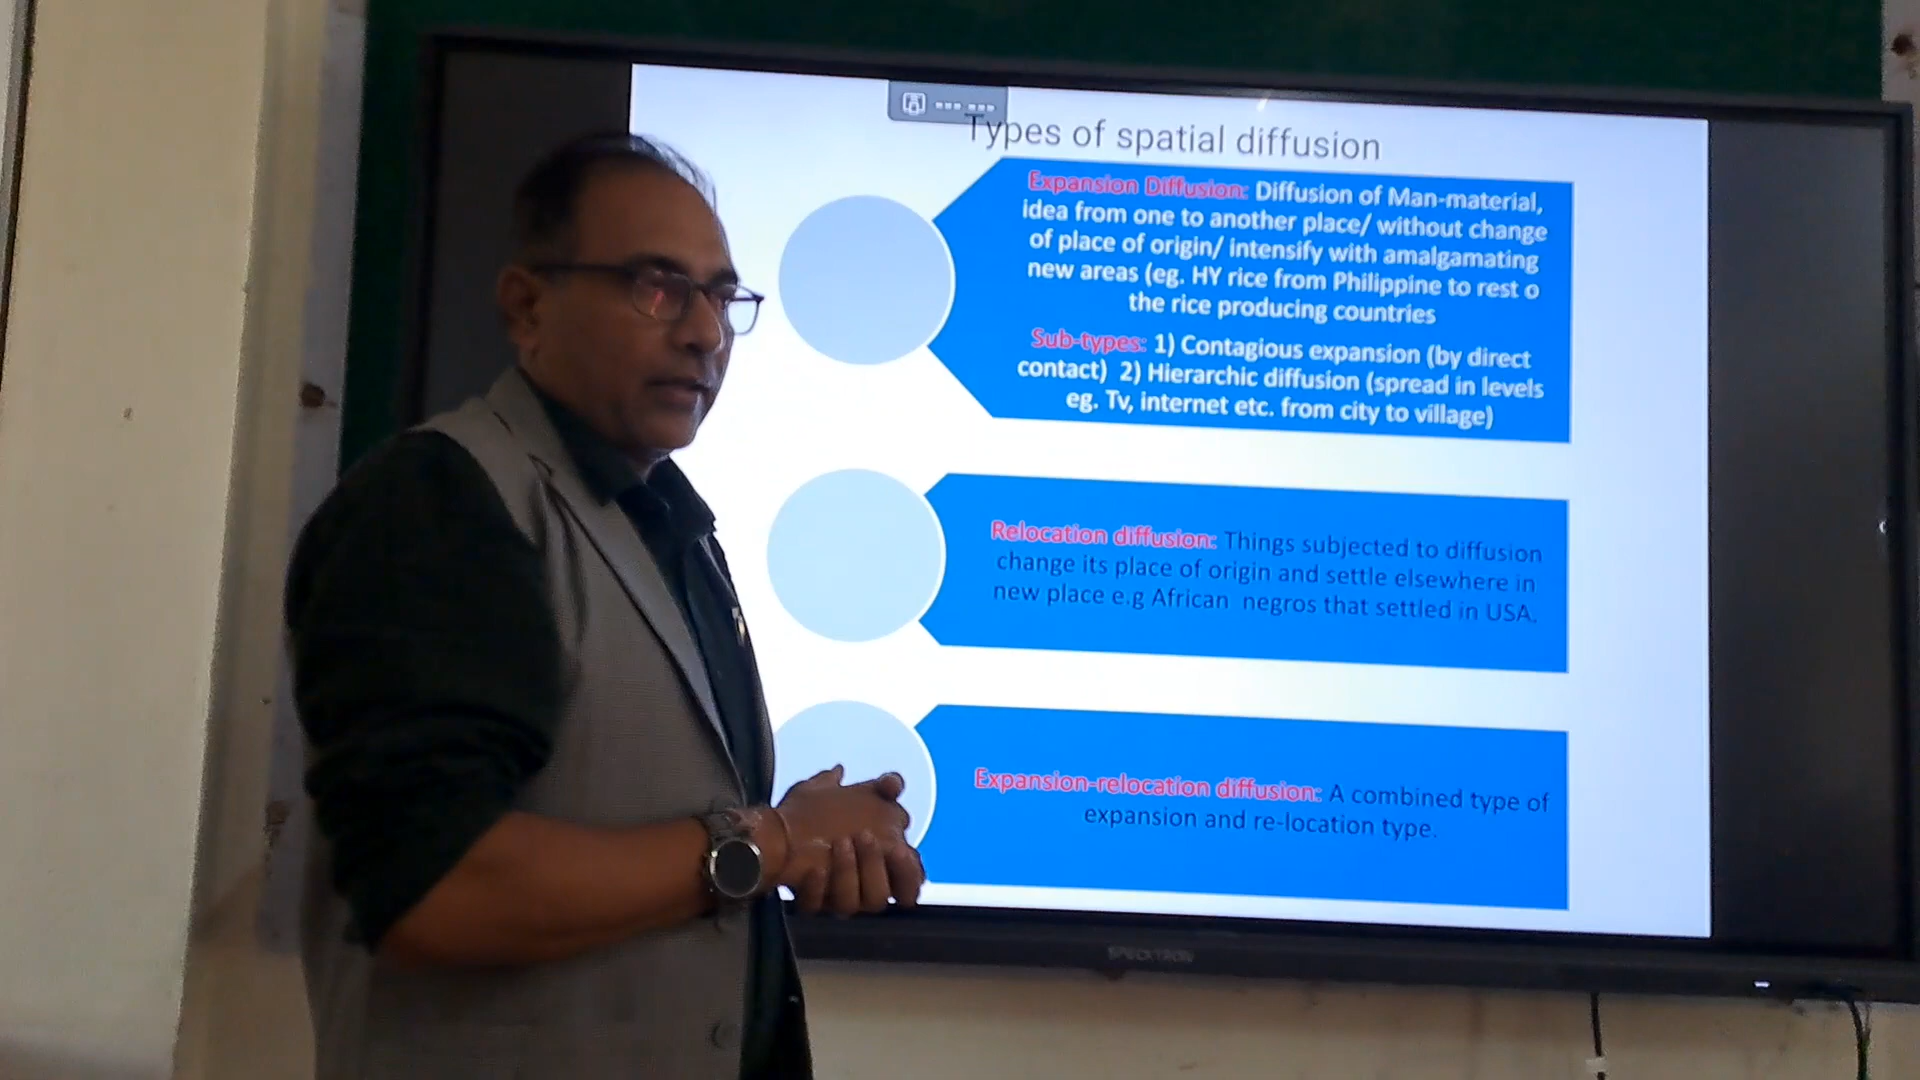 Types of spatial diffusion
Expansion Diffusion: Diffusion of Man-material,
idea from one to another place/ without change
of place of origin/ intensify with amalgamating
new areas (eg. HY rice from Philippine to rest o
the rice producing countries
Sub-types: 1) Contagious expansion (by direct
contact) 2) Hierarchic diffusion (spread in levels
eg. Tv, internet etc. from city to village)
Relocation diffusion: Things subjected to diffusion
change its place of origin and settle elsewhere in
new place e.g African negros that settled in USA.
Expansion-relocation diffusion: A combined type of
expansion and re-location type.
SPECKTRON